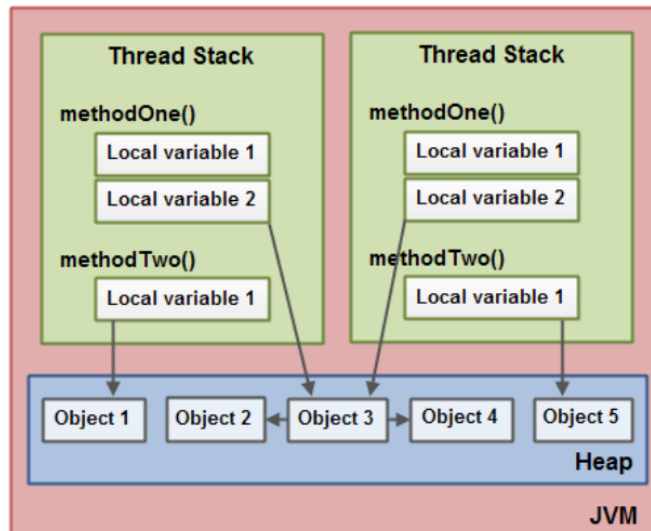 Thread Stack
methodOne()
Local variable 1
Local variable 2
methodTwo()
Local variable 1
Thread Stack
methodOne()
Local variable 1
Local variable 2
methodTwo()
Local variable 1
Object 1
Object 2
Object 3
Object 4
Object 5
Heap
JVM